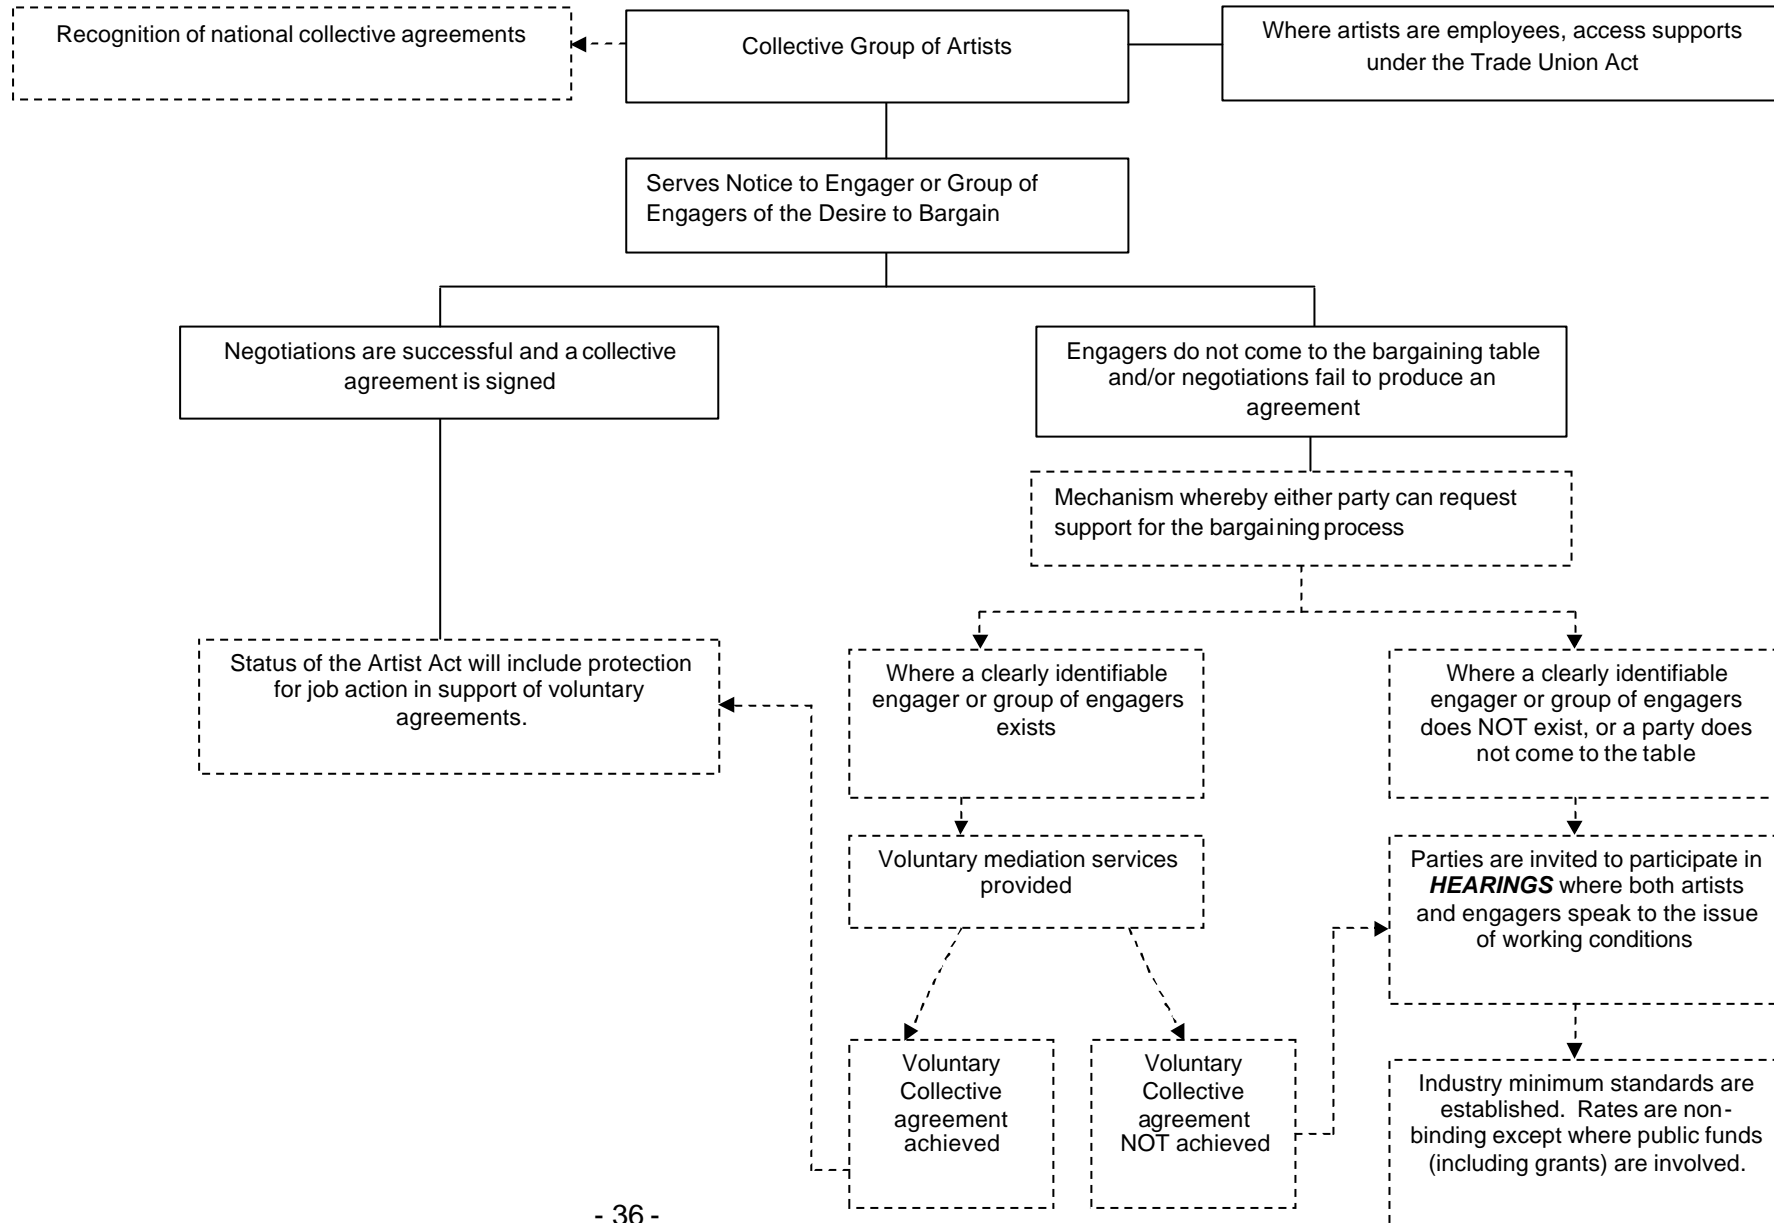 Recognition of national collective agreements
Collective Group of Artists
Where artists are employees, access supports
under the Trade Union Act
Serves Notice to Engager or Group of
Engagers of the Desire to Bargain
Negotiations are successful and a collective
agreement is signed
Engagers do not come to the bargaining table
and/or negotiations fail to produce an
agreement
Mechanism whereby either party can request
support for the bargaining process
Status of the Artist Act will include protection
for job action in support of voluntary
agreements.
Where a clearly identifiable
engager or group of engagers
exists
Where a clearly identifiable
engager or group of engagers
does NOT exist, or a party does
not come to the table
Voluntary mediation services
provided
Parties are invited to participate in
HEARINGS where both artists
and engagers speak to the issue
of working conditions
Voluntary
Collective
agreement
achieved
Voluntary
Collective
agreement
NOT achieved
Industry minimum standards are
established. Rates are non-
binding except where public funds
(including grants) are involved.
- 36 -